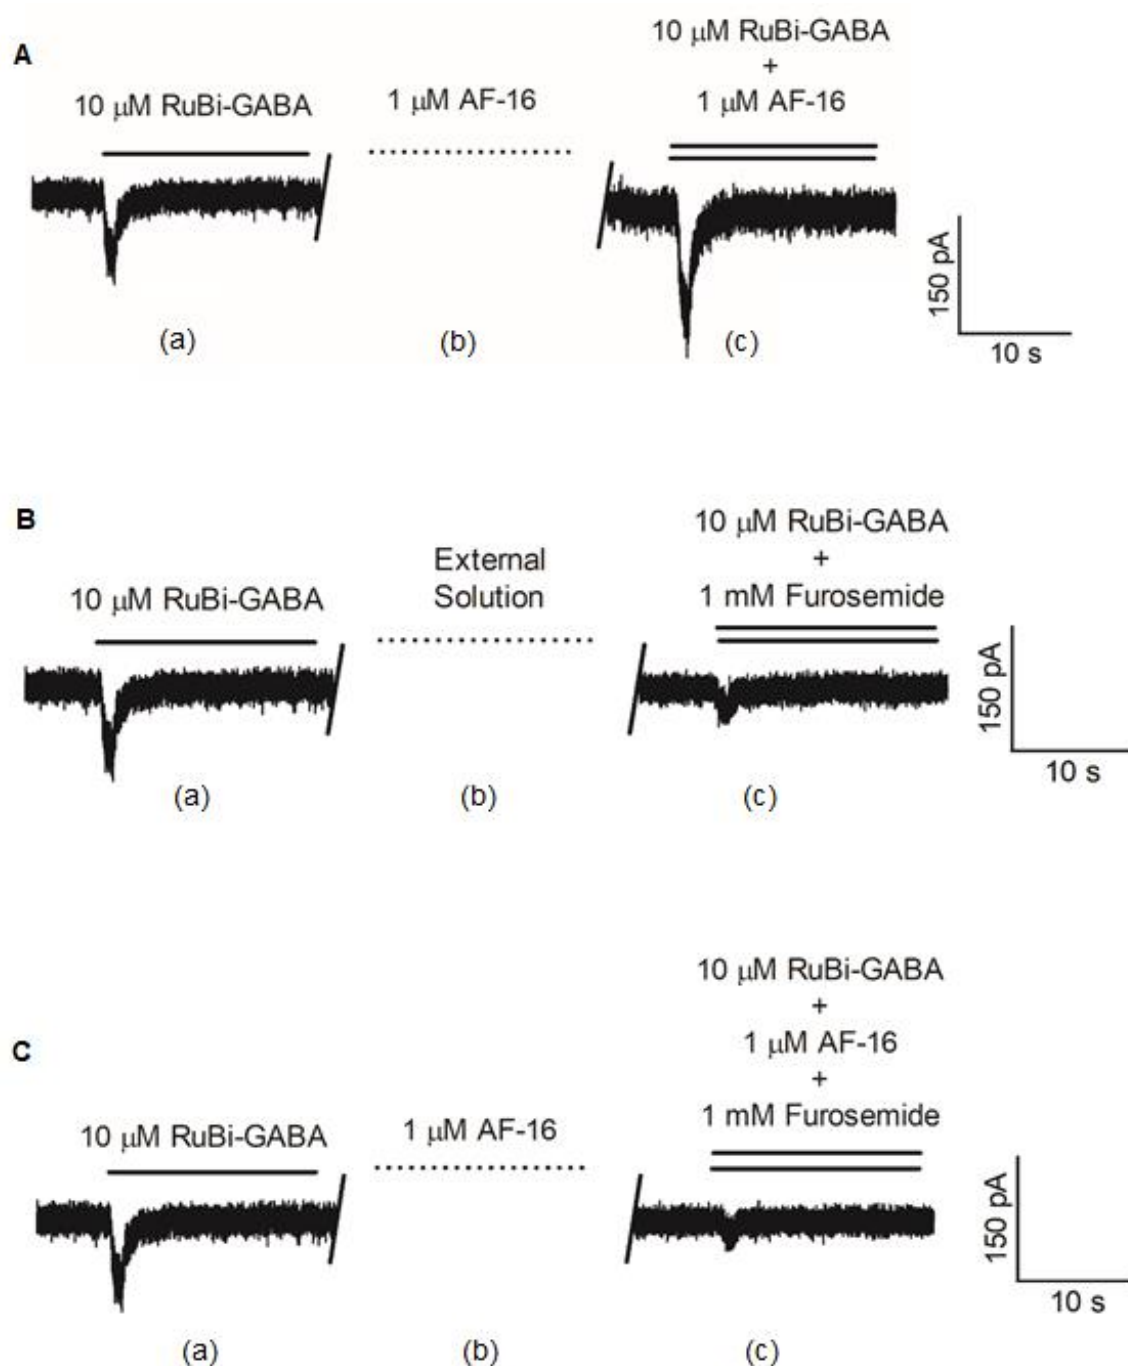 A
10 μM RuBi-GABA
1 μM AF-16
10 μM RuBi-GABA
+
1 μM AF-16
150 pA
10 s
(a)
(b)
(c)
B
10 μM RuBi-GABA
External
Solution
10 μM RuBi-GABA
+
1 mM Furosemide
150 pA
10 s
(a)
(b)
(c)
C
10 μM RuBi-GABA
1 μM AF-16
10 μM RuBi-GABA
+
1 μM AF-16
+
1 mM Furosemide
150 pA
10 s
(a)
(b)
(c)